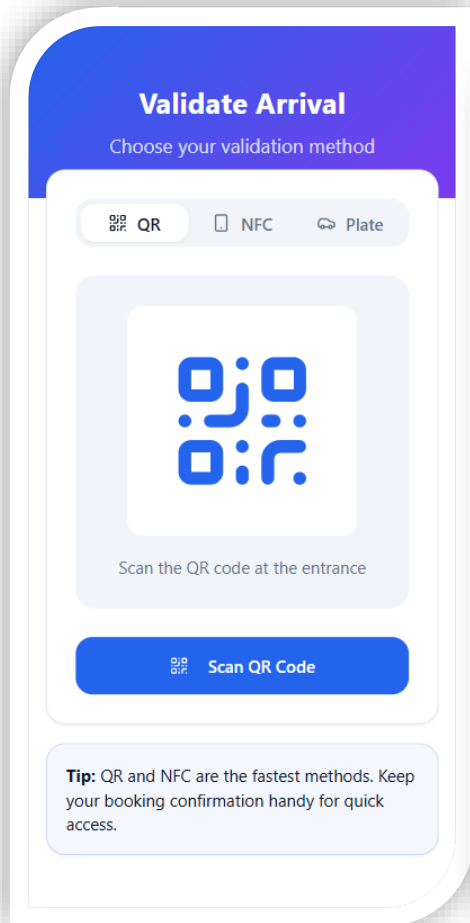 Validate Arrival
Choose your validation method
QR NFC Plate
Scan the QR code at the entrance
Scan QR Code
Tip: QR and NFC are the fastest methods. Keep
your booking confirmation handy for quick
access.